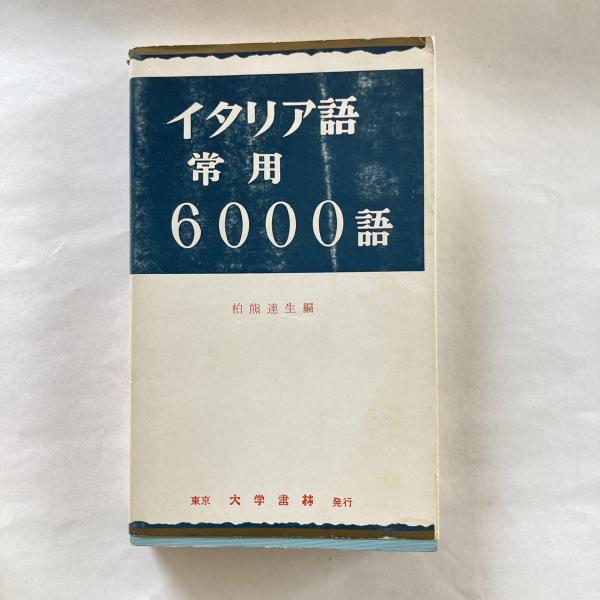 イタリア語
常用
6000語
柏熊達生編
東京 大学書林 発行